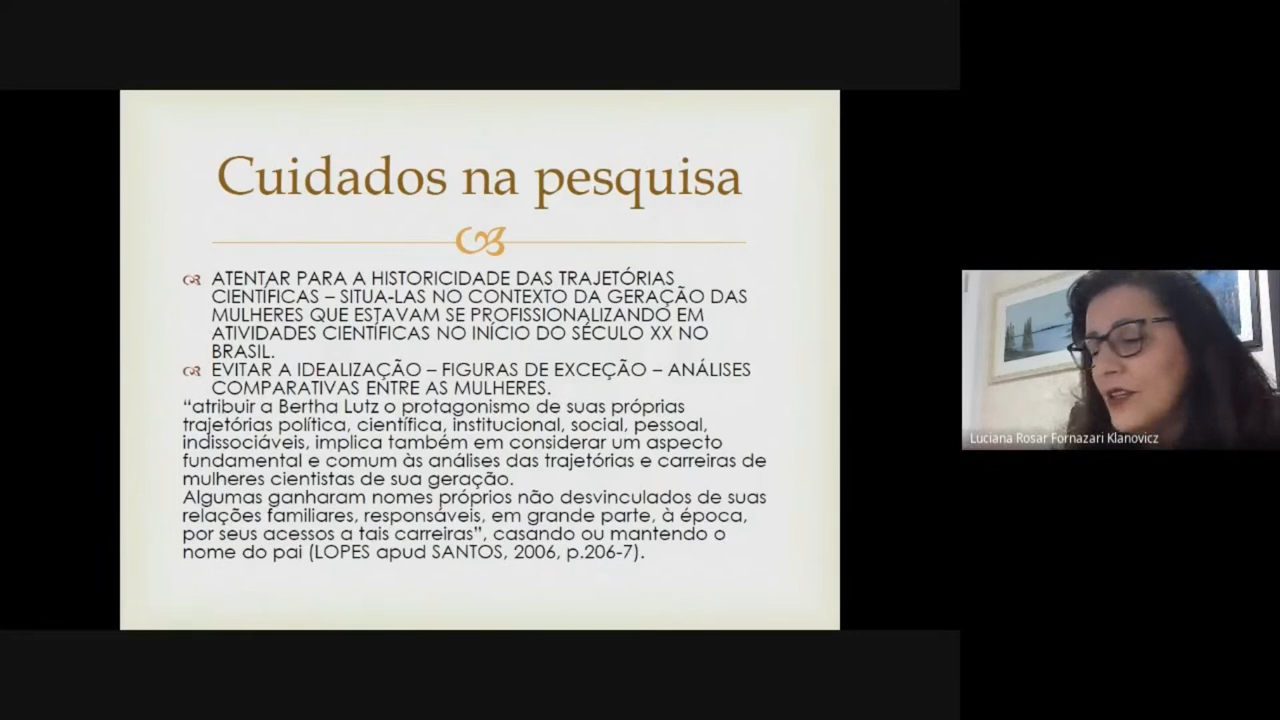 Cuidados na pesquisa
ATENTAR PARA A HISTORICIDADE DAS TRAJETÓRIAS
CIENTÍFICAS – SITUA-LAS NO CONTEXTO DA GERAÇÃO DAS
MULHERES QUE ESTAVAM SE PROFISSIONALIZANDO EM
ATIVIDADES CIENTÍFICAS NO INÍCIO DO SÉCULO XX NO
BRASIL.
EVITAR A IDEALIZAÇÃO – FIGURAS DE EXCEÇÃO – ANÁLISES
COMPARATIVAS ENTRE AS MULHERES.
“atribuir a Bertha Lutz o protagonismo de suas próprias
trajetórias política, científica, institucional, social, pessoal,
indissociáveis, implica também em considerar um aspecto
fundamental e comum às análises das trajetórias e carreiras de
mulheres cientistas de sua geração.
Algumas ganharam nomes próprios não desvinculados de suas
relações familiares, responsáveis, em grande parte, à época,
por seus acessos a tais carreiras”, casando ou mantendo o
nome do pai (LOPES apud SANTOS, 2006, p.206-7).
Luciana Rosar Fornazari Klanovicz